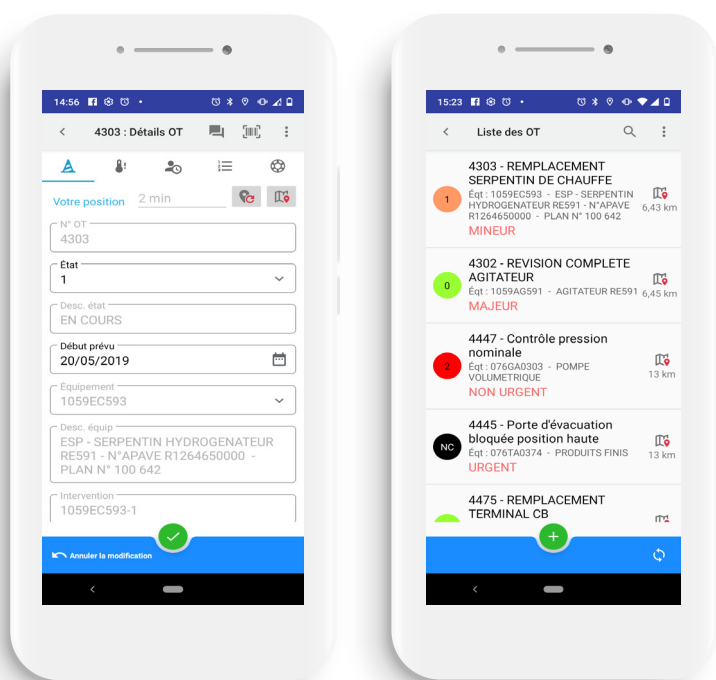 14:56
4303 : Détails OT
Votre position
2 min
N° OT
4303
État
1
Desc. état
EN COURS
Début prévu
20/05/2019
Équipement
1059EC593
Desc. équip
ESP - SERPENTIN HYDROGENATEUR
RE591 - N°APAVE R1264650000 -
PLAN N° 100 642
Intervention
1059EC593-1
Annuler la modification
15:23
Liste des OT
4303 - REMPLACEMENT
SERPENTIN DE CHAUFFE
1
Éqt : 1059EC593 - ESP - SERPENTIN
HYDROGENATEUR RE591 - N°APAVE
R1264650000 - PLAN N° 100 642
6,43 km
MINEUR
4302 - REVISION COMPLETE
AGITATEUR
0
Éqt : 1059AG591 - AGITATEUR RE591
6,45 km
MAJEUR
4447 - Contrôle pression
nominale
2
Éqt : 076GA0303 - POMPE
VOLUMETRIQUE
13 km
NON URGENT
4445 - Porte d'évacuation
bloquée position haute
NC
Éqt : 076TA0374 - PRODUITS FINIS
13 km
URGENT
4475 - REMPLACEMENT
TERMINAL CB